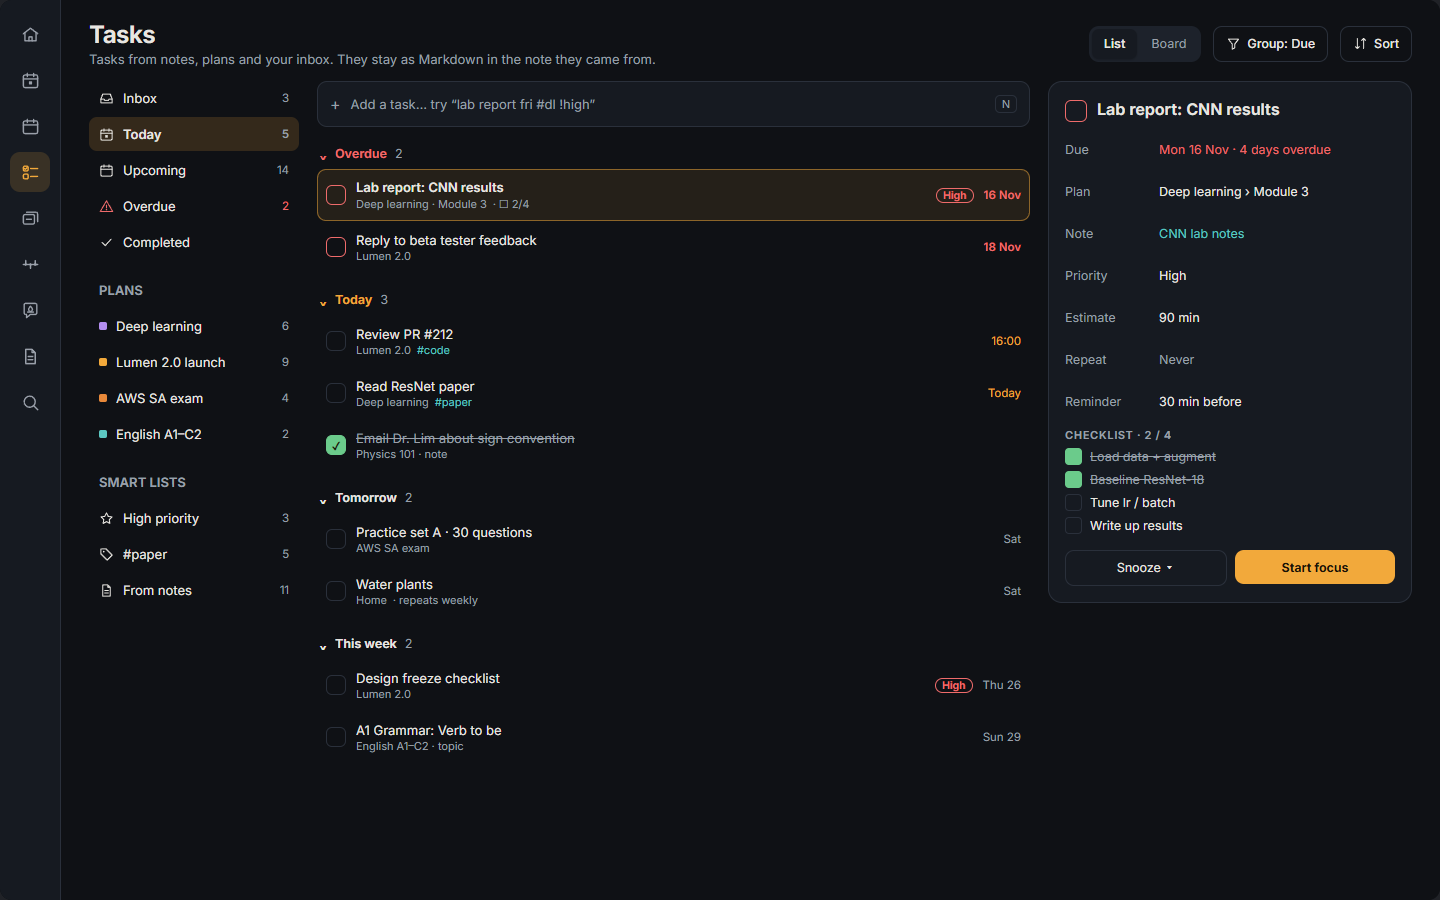 Tasks
Tasks from notes, plans and your inbox. They stay as Markdown in the note they came from.
List
Board
Group: Due
Sort
Inbox 3
Today 5
Upcoming 14
Overdue 2
Completed
PLANS
Deep learning 6
Lumen 2.0 launch 9
AWS SA exam 4
English A1–C2 2
SMART LISTS
High priority 3
#paper 5
From notes 11
+ Add a task... try “lab report fri #dl !high” N
Overdue 2
Lab report: CNN results High 16 Nov
Deep learning · Module 3 · ☐ 2/4
Reply to beta tester feedback 18 Nov
Lumen 2.0
Today 3
Review PR #212 16:00
Lumen 2.0 #code
Read ResNet paper Today
Deep learning #paper
Email Dr. Lim about sign convention
Physics 101 · note
Tomorrow 2
Practice set A · 30 questions Sat
AWS SA exam
Water plants Sat
Home · repeats weekly
This week 2
Design freeze checklist High Thu 26
Lumen 2.0
A1 Grammar: Verb to be Sun 29
English A1–C2 · topic
Lab report: CNN results
Due Mon 16 Nov · 4 days overdue
Plan Deep learning › Module 3
Note CNN lab notes
Priority High
Estimate 90 min
Repeat Never
Reminder 30 min before
CHECKLIST · 2 / 4
Load data + augment
Baseline ResNet-18
Tune lr / batch
Write up results
Snooze
Start focus